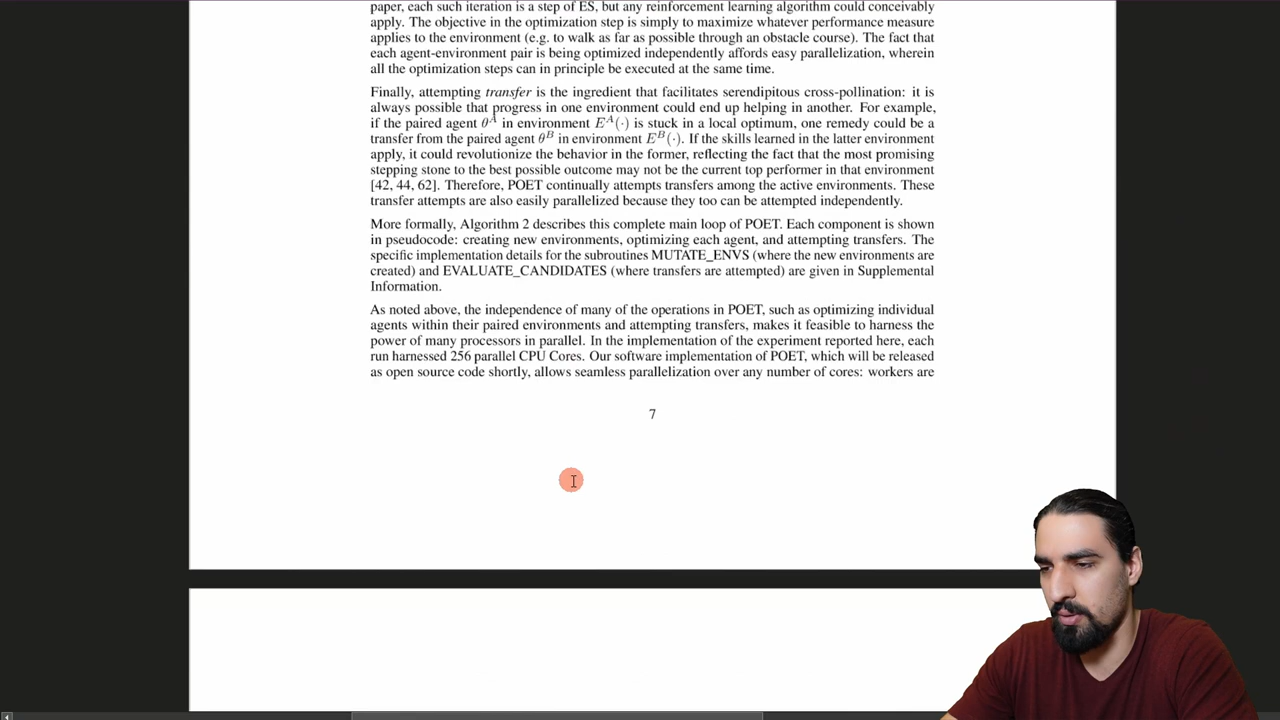 paper, each such iteration is a step of ES, but any reinforcement learning algorithm could conceivably
apply. The objective in the optimization step is simply to maximize whatever performance measure
applies to the environment (e.g. to walk as far as possible through an obstacle course). The fact that
each agent-environment pair is being optimized independently affords easy parallelization, wherein
all the optimization steps can in principle be executed at the same time.
Finally, attempting transfer is the ingredient that facilitates serendipitous cross-pollination: it is
always possible that progress in one environment could end up helping in another. For example,
if the paired agent θ^A in environment E^A(·) is stuck in a local optimum, one remedy could be a
transfer from the paired agent θ^B in environment E^B(·). If the skills learned in the latter environment
apply, it could revolutionize the behavior in the former, reflecting the fact that the most promising
stepping stone to the best possible outcome may not be the current top performer in that environment
[42, 44, 62]. Therefore, POET continually attempts transfers among the active environments. These
transfer attempts are also easily parallelized because they too can be attempted independently.
More formally, Algorithm 2 describes this complete main loop of POET. Each component is shown
in pseudocode: creating new environments, optimizing each agent, and attempting transfers. The
specific implementation details for the subroutines MUTATE_ENVS (where the new environments are
created) and EVALUATE_CANDIDATES (where transfers are attempted) are given in Supplemental
Information.
As noted above, the independence of many of the operations in POET, such as optimizing individual
agents within their paired environments and attempting transfers, makes it feasible to harness the
power of many processors in parallel. In the implementation of the experiment reported here, each
run harnessed 256 parallel CPU Cores. Our software implementation of POET, which will be released
as open source code shortly, allows seamless parallelization over any number of cores: workers are
7